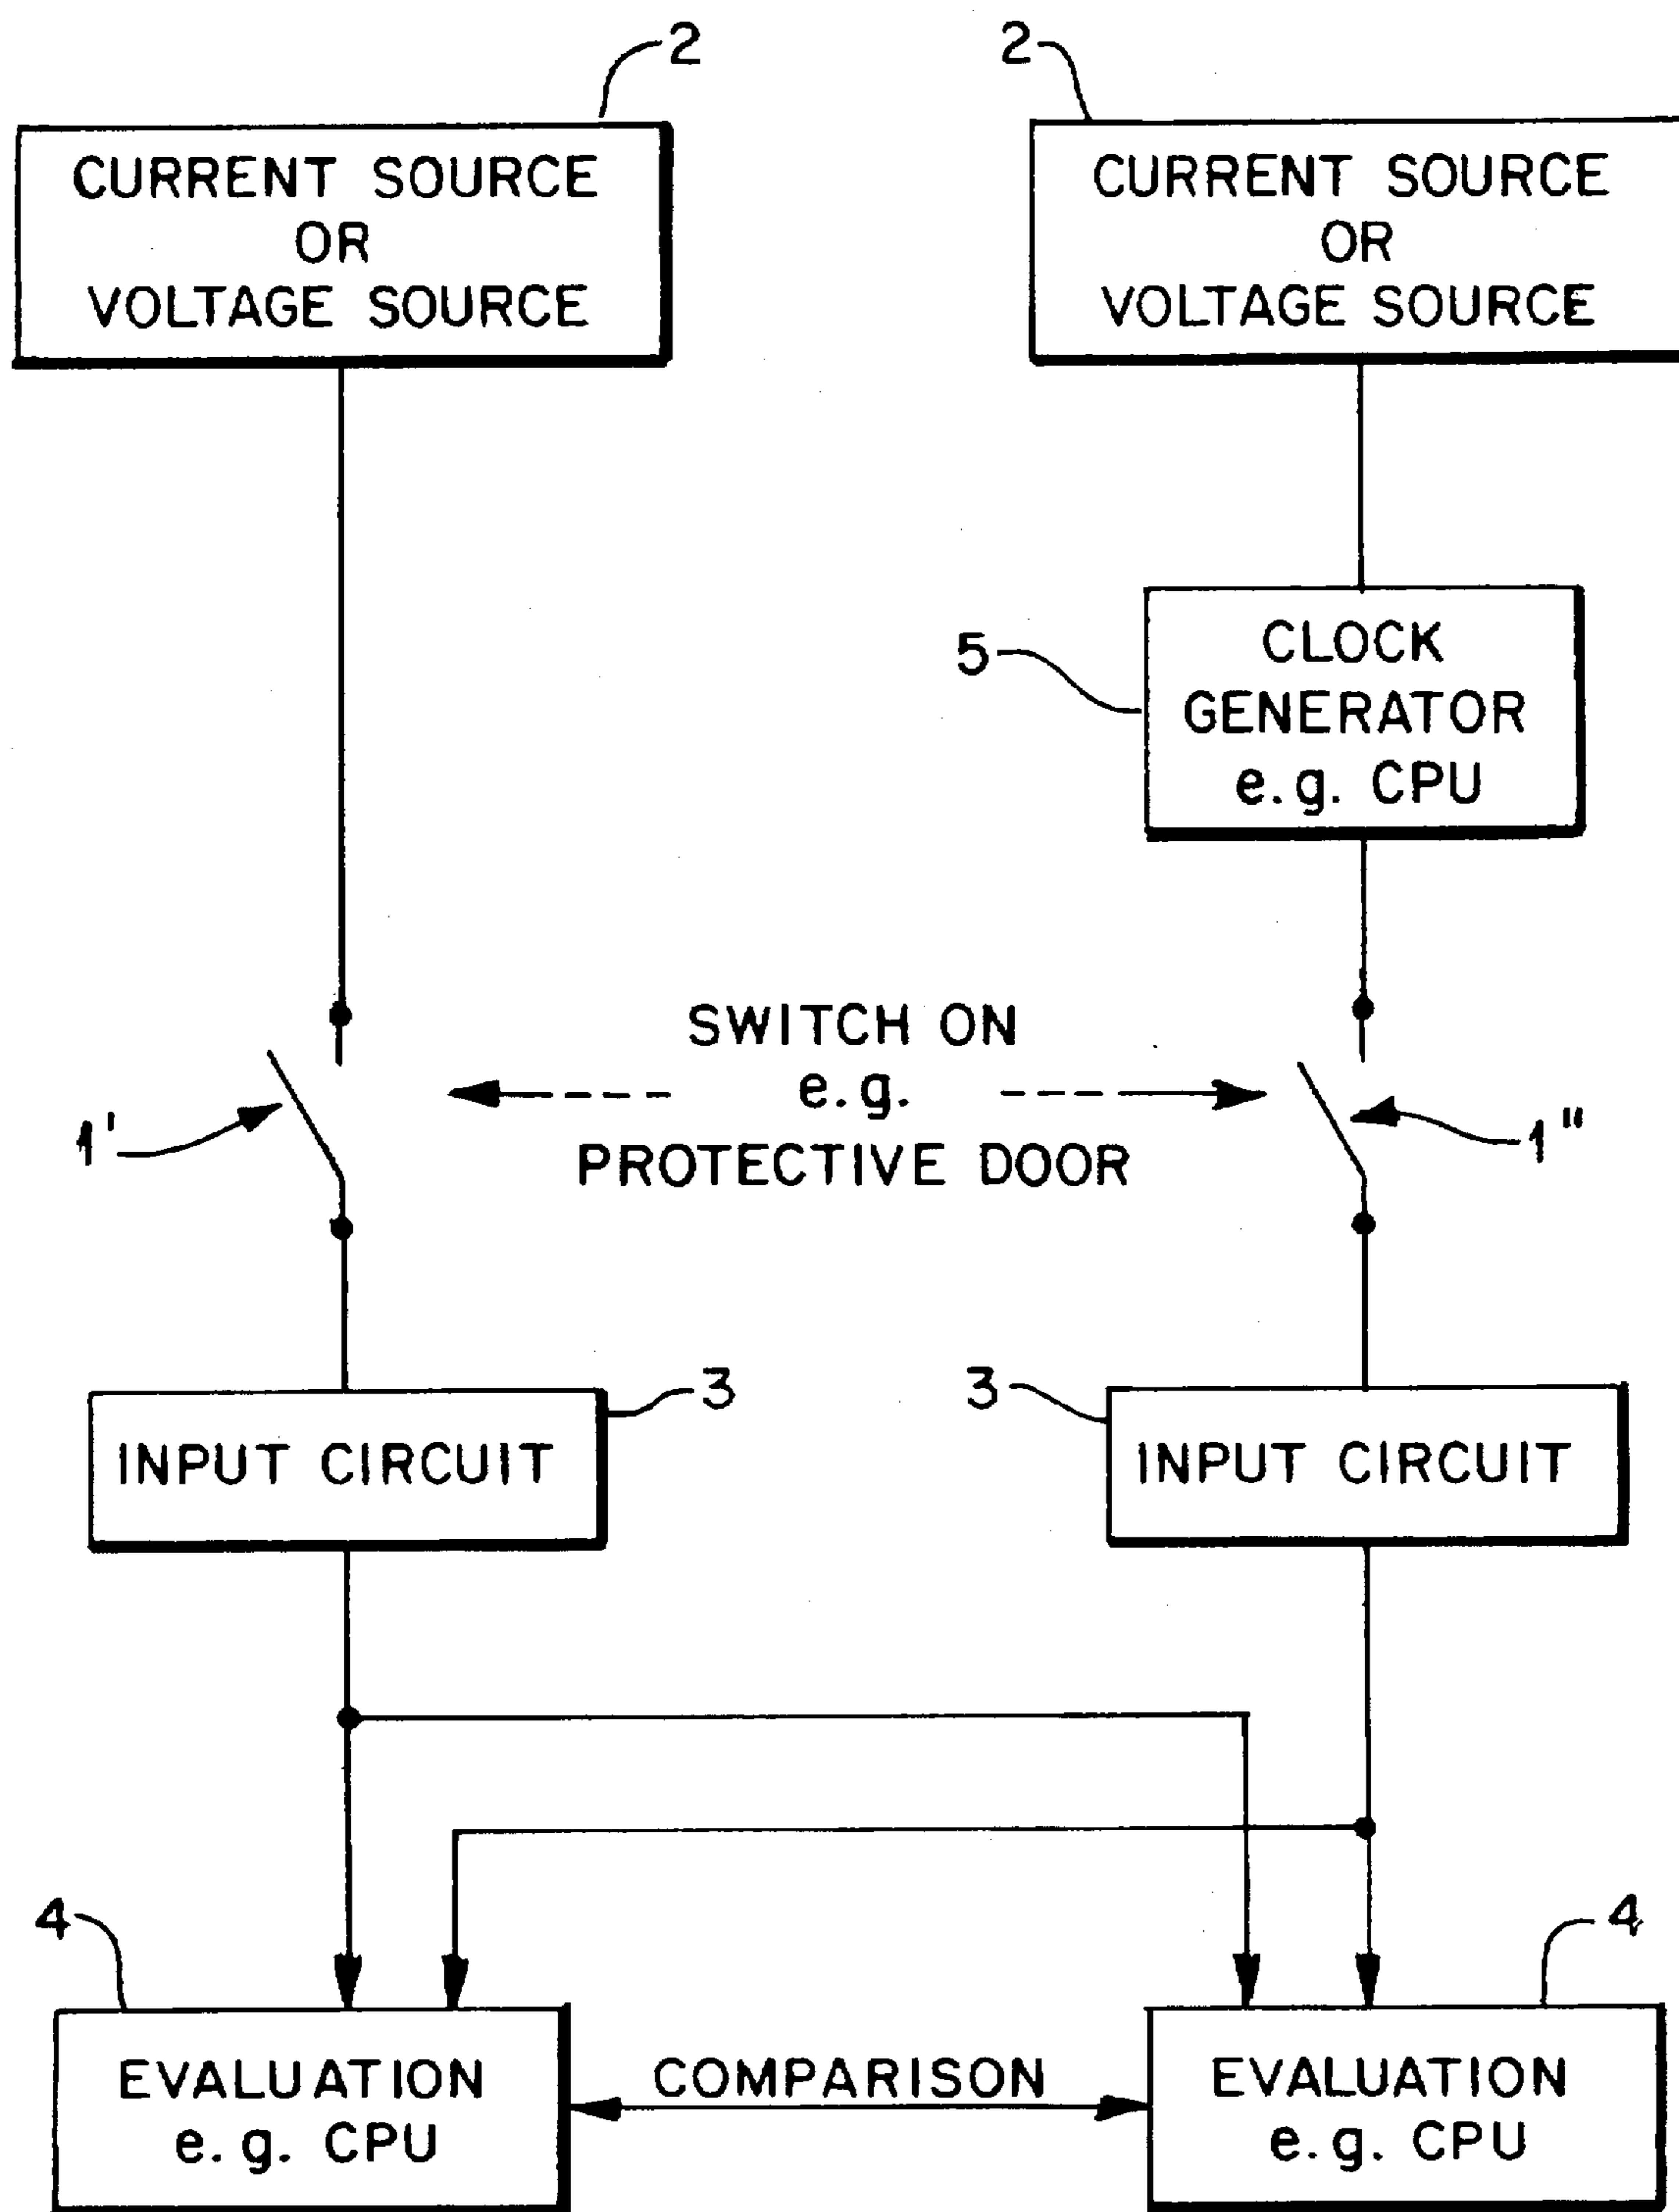 2
2
CURRENT SOURCE
OR
VOLTAGE SOURCE
CURRENT SOURCE
OR
VOLTAGE SOURCE
5
CLOCK
GENERATOR
e.g. CPU
SWITCH ON
e.g.
PROTECTIVE DOOR
1'
1"
3
3
INPUT CIRCUIT
INPUT CIRCUIT
4
4
EVALUATION
e.g. CPU
COMPARISON
EVALUATION
e.g. CPU